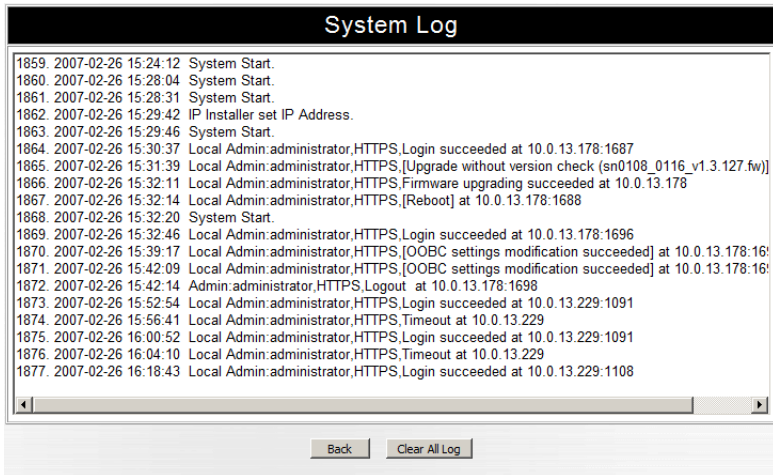 System Log
1859. 2007-02-26 15:24:12 System Start.
1860. 2007-02-26 15:28:04 System Start.
1861. 2007-02-26 15:28:31 System Start.
1862. 2007-02-26 15:29:42 IP Installer set IP Address.
1863. 2007-02-26 15:29:46 System Start.
1864. 2007-02-26 15:30:37 Local Admin:administrator,HTTPS,Login succeeded at 10.0.13.178:1687
1865. 2007-02-26 15:31:39 Local Admin:administrator,HTTPS,[Upgrade without version check (sn0108_0116_v1.3.127.fw)]
1866. 2007-02-26 15:32:11 Local Admin:administrator,HTTPS,Firmware upgrading succeeded at 10.0.13.178
1867. 2007-02-26 15:32:14 Local Admin:administrator,HTTPS,[Reboot] at 10.0.13.178:1688
1868. 2007-02-26 15:32:20 System Start.
1869. 2007-02-26 15:32:46 Local Admin:administrator,HTTPS,Login succeeded at 10.0.13.178:1696
1870. 2007-02-26 15:39:17 Local Admin:administrator,HTTPS,[OOBC settings modification succeeded] at
1871. 2007-02-26 15:42:09 Local Admin:administrator,HTTPS,[OOBC settings modification succeeded] at
1872. 2007-02-26 15:42:14 Admin:administrator,HTTPS,Logout at 10.0.13.178:1698
1873. 2007-02-26 15:52:54 Local Admin:administrator,HTTPS,Login succeeded at 10.0.13.229:1091
1874. 2007-02-26 15:56:41 Local Admin:administrator,HTTPS,Timeout at 10.0.13.229
1875. 2007-02-26 16:00:52 Local Admin:administrator,HTTPS,Login succeeded at 10.0.13.229:1091
1876. 2007-02-26 16:04:10 Local Admin:administrator,HTTPS,Timeout at 10.0.13.229
1877. 2007-02-26 16:18:43 Local Admin:administrator,HTTPS,Login succeeded at 10.0.13.229:1108
Back Clear All Log